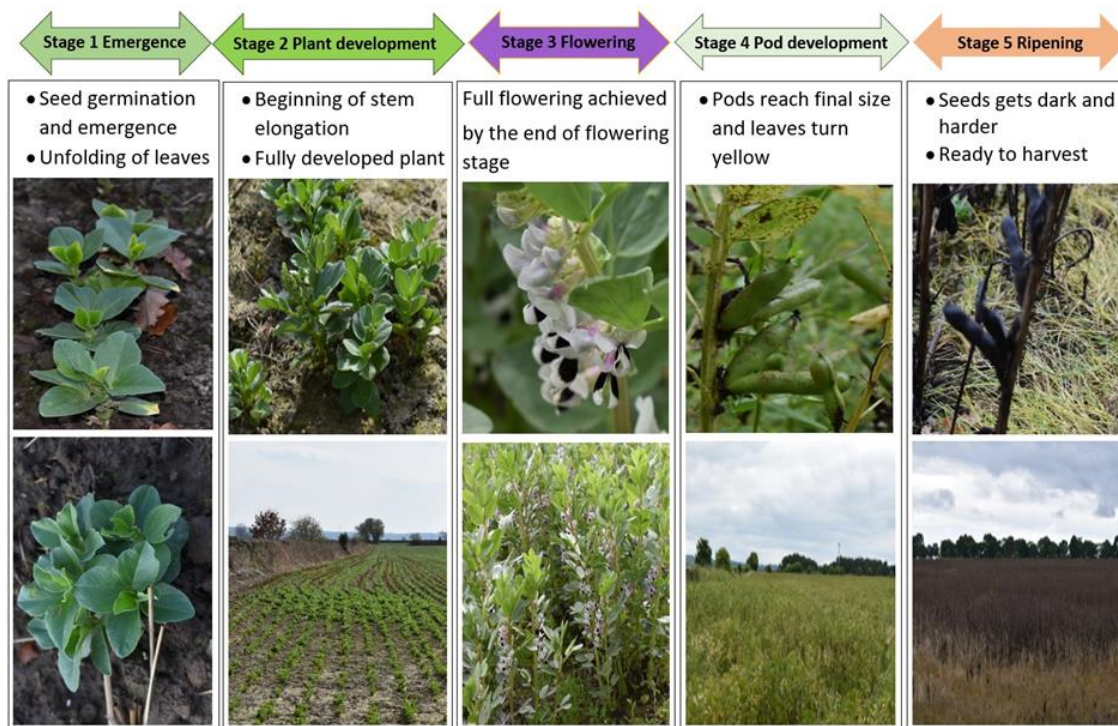 Stage 1 Emergence
Stage 2 Plant development
Stage 3 Flowering
Stage 4 Pod development
Stage 5 Ripening
• Seed germination
and emergence
• Unfolding of leaves
• Beginning of stem
elongation
• Fully developed plant
Full flowering achieved
by the end of flowering
stage
• Pods reach final size
and leaves turn
yellow
• Seeds gets dark and
harder
• Ready to harvest